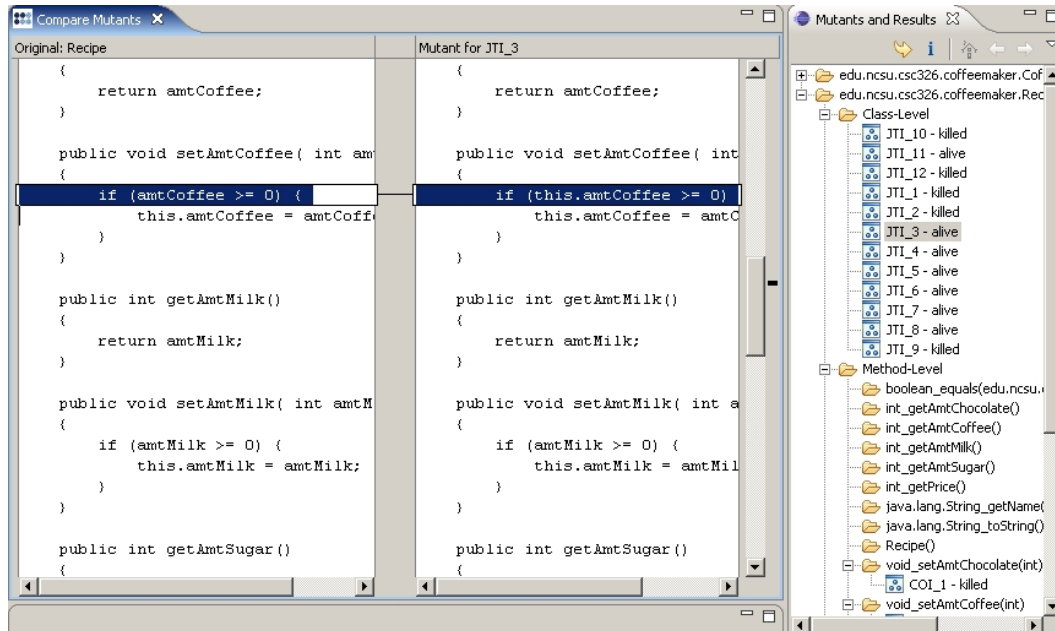 Compare Mutants
Original: Recipe
{
return amtCoffee;
}
public void setAmtCoffee( int am
{
if (amtCoffee >= 0) {
this.amtCoffee = amtCoff
}
}
public int getAmtMilk()
{
return amtMilk;
}
public void setAmtMilk( int amtM
{
if (amtMilk >= 0) {
this.amtMilk = amtMilk;
}
}
public int getAmtSugar()
{
Mutant for JTI_3
{
return amtCoffee;
}
public void setAmtCoffee( int
{
if (this.amtCoffee >= 0)
this.amtCoffee = amtC
}
}
public int getAmtMilk()
{
return amtMilk;
}
public void setAmtMilk( int a
{
if (amtMilk >= 0) {
this.amtMilk = amtMil
}
}
public int getAmtSugar()
{
Mutants and Results
edu.ncsu.csc326.coffeemaker.Cof
edu.ncsu.csc326.coffeemaker.Rec
Class-Level
JTI_10 - killed
JTI_11 - alive
JTI_12 - killed
JTI_1 - killed
JTI_2 - killed
JTI_3 - alive
JTI_4 - alive
JTI_5 - alive
JTI_6 - alive
JTI_7 - alive
JTI_8 - alive
JTI_9 - killed
Method-Level
boolean_equals(edu.ncsu.
int_getAmtChocolate()
int_getAmtCoffee()
int_getAmtMilk()
int_getAmtSugar()
int_getPrice()
java.lang.String_getName(
java.lang.String_toString()
Recipe()
void_setAmtChocolate(int)
COI_1 - killed
void_setAmtCoffee(int)